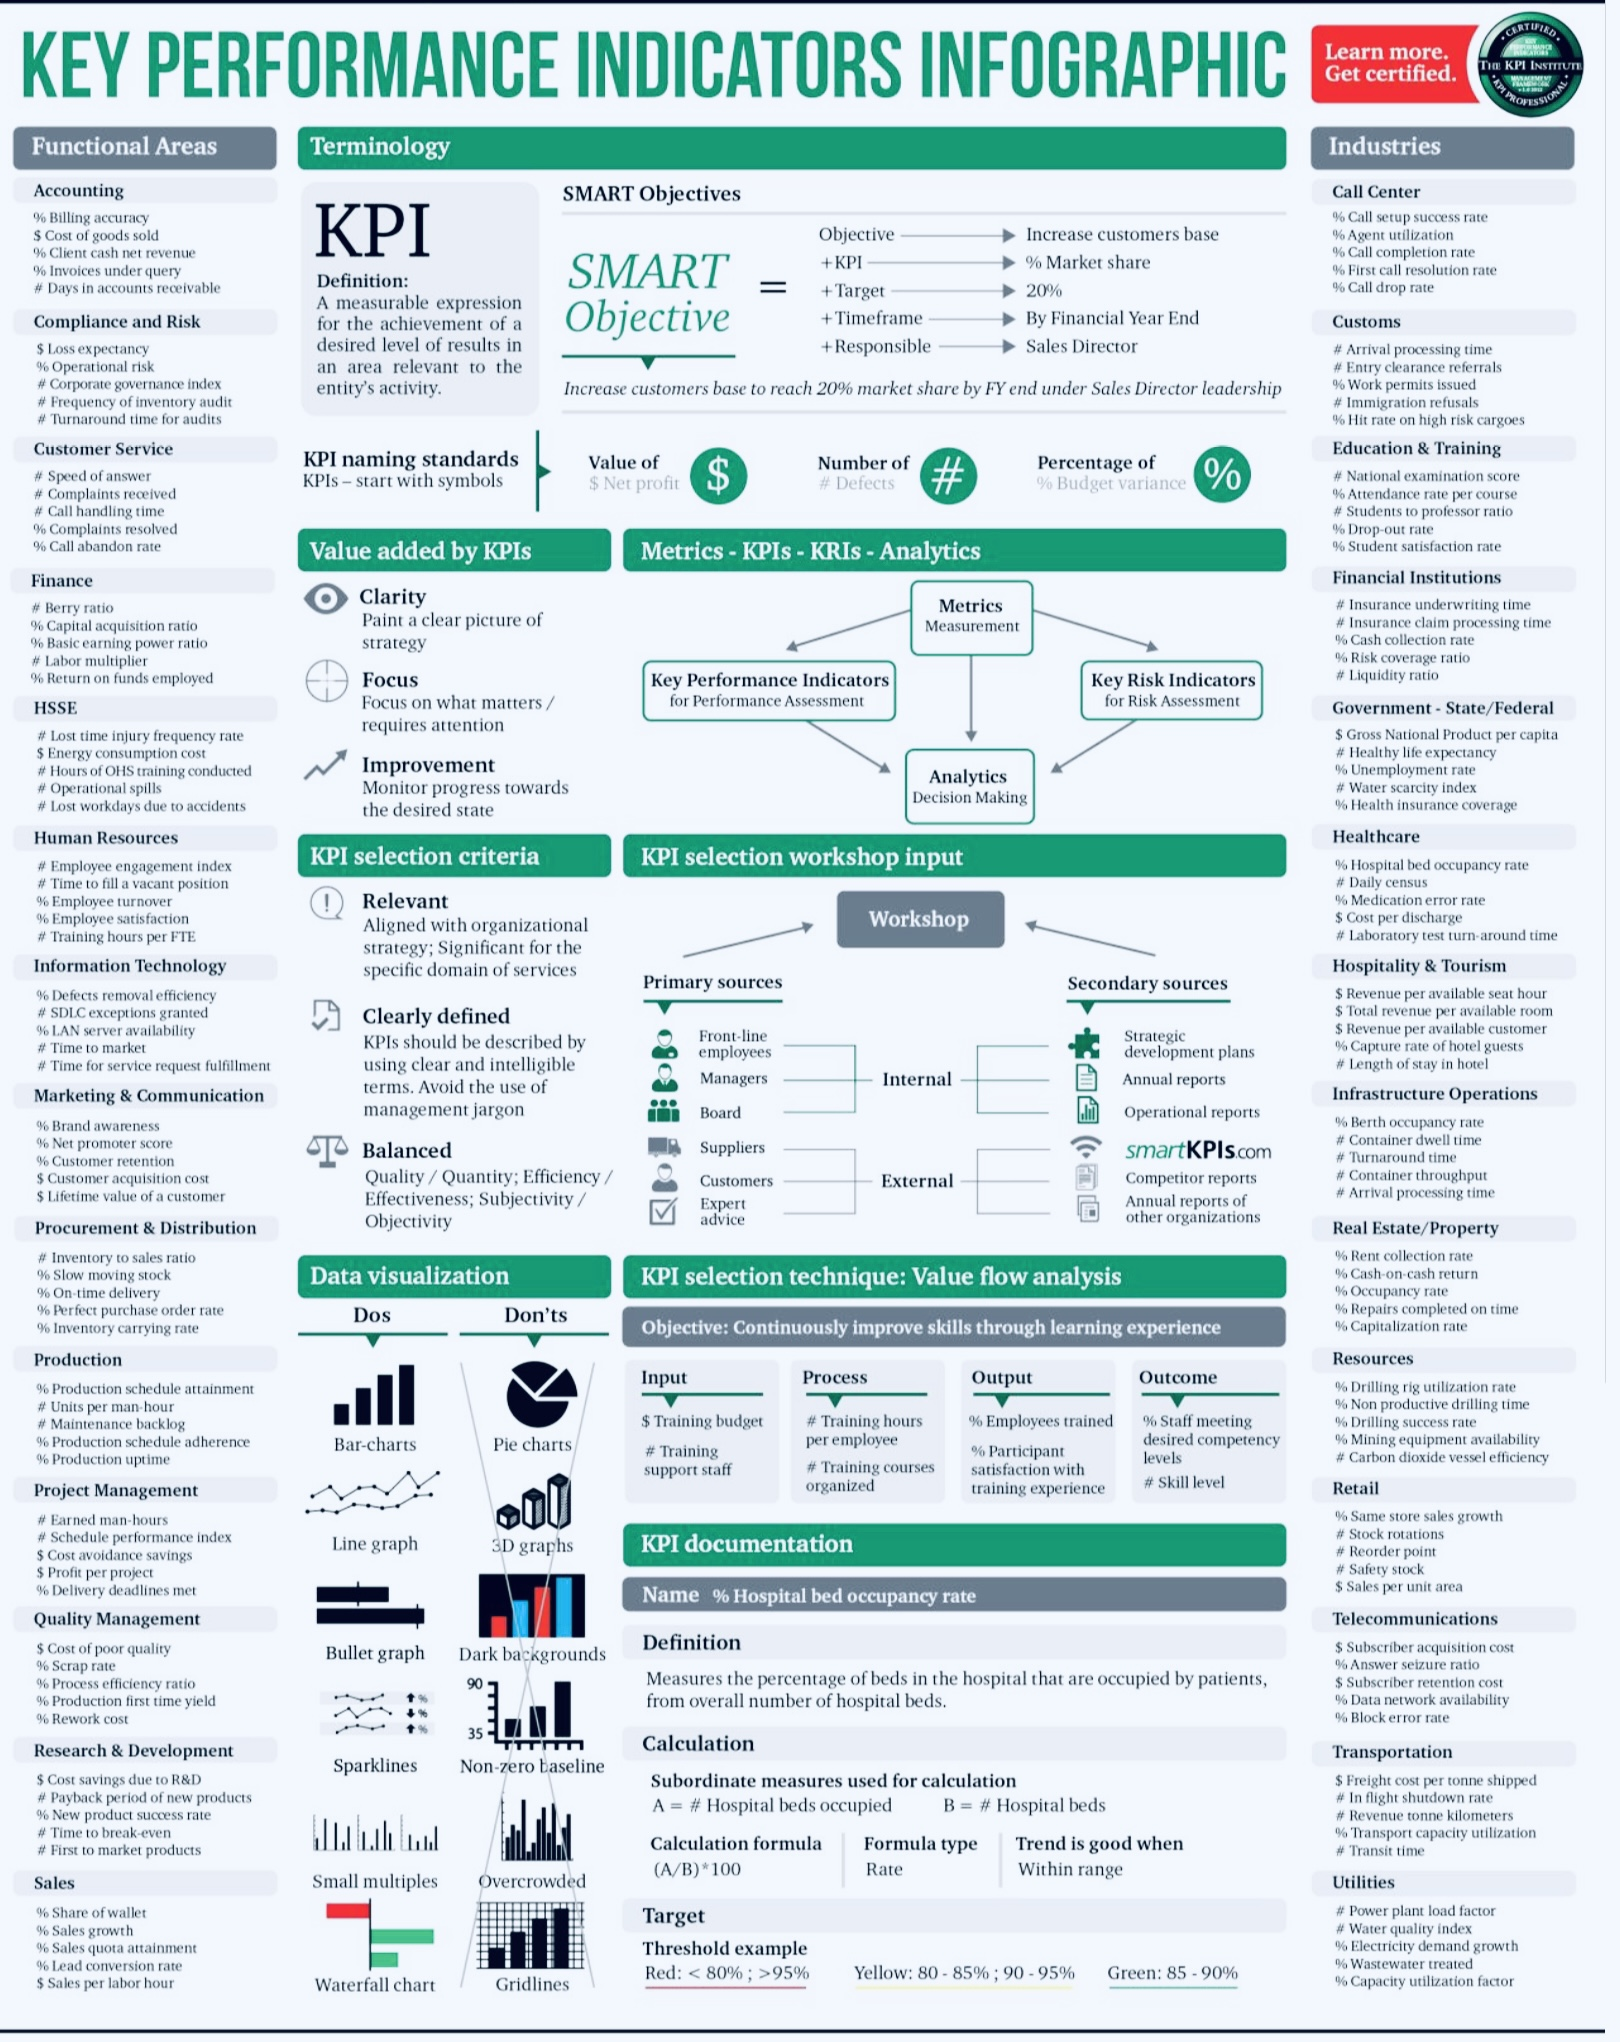 KEY PERFORMANCE INDICATORS INFOGRAPHIC
Learn more.
Get certified.
CERTIFIED
KEY
PERFORMANCE
INDICATORS
THE KPI INSTITUTE
MANAGEMENT
FRAMEWORK
KPI PROFESSIONAL
Functional Areas
Accounting
% Billing accuracy
$ Cost of goods sold
% Client cash net revenue
% Invoices under query
# Days in accounts receivable
Compliance and Risk
$ Loss expectancy
% Operational risk
# Corporate governance index
# Frequency of inventory audit
# Turnaround time for audits
Customer Service
# Speed of answer
# Complaints received
# Call handling time
% Complaints resolved
% Call abandon rate
Finance
# Berry ratio
% Capital acquisition ratio
% Basic earning power ratio
# Labor multiplier
% Return on funds employed
HSSE
# Lost time injury frequency rate
$ Energy consumption cost
# Hours of OHS training conducted
# Operational spills
# Lost workdays due to accidents
Human Resources
# Employee engagement index
# Time to fill a vacant position
% Employee turnover
% Employee satisfaction
# Training hours per FTE
Information Technology
% Defects removal efficiency
# SDLC exceptions granted
% LAN server availability
# Time to market
# Time for service request fulfillment
Marketing & Communication
% Brand awareness
% Net promoter score
% Customer retention
$ Customer acquisition cost
$ Lifetime value of a customer
Procurement & Distribution
# Inventory to sales ratio
% Slow moving stock
% On-time delivery
% Perfect purchase order rate
% Inventory carrying rate
Production
% Production schedule attainment
# Units per man-hour
# Maintenance backlog
% Production schedule adherence
% Production uptime
Project Management
# Earned man-hours
# Schedule performance index
$ Cost avoidance savings
$ Profit per project
% Delivery deadlines met
Quality Management
$ Cost of poor quality
% Scrap rate
% Process efficiency ratio
% Production first time yield
% Rework cost
Research & Development
$ Cost savings due to R&D
# Payback period of new products
% New product success rate
# Time to break-even
# First to market products
Sales
% Share of wallet
% Sales growth
% Sales quota attainment
% Lead conversion rate
$ Sales per labor hour
Terminology
KPI
Definition:
A measurable expression
for the achievement of a
desired level of results in
an area relevant to the
entity's activity.
SMART Objectives
SMART
Objective
=
Objective Increase customers base
+KPI % Market share
+Target 20%
+Timeframe By Financial Year End
+Responsible Sales Director
Increase customers base to reach 20% market share by FY end under Sales Director leadership
KPI naming standards
KPIs – start with symbols
Value of
$ Net profit
$
Number of
# Defects
#
Percentage of
% Budget variance
%
Value added by KPIs
Clarity
Paint a clear picture of
strategy
Focus
Focus on what matters /
requires attention
Improvement
Monitor progress towards
the desired state
Metrics - KPIs - KRIs - Analytics
Metrics
Measurement
Key Performance Indicators
for Performance Assessment
Key Risk Indicators
for Risk Assessment
Analytics
Decision Making
KPI selection criteria
!
Relevant
Aligned with organizational
strategy; Significant for the
specific domain of services
Clearly defined
KPIs should be described by
using clear and intelligible
terms. Avoid the use of
management jargon
Balanced
Quality / Quantity; Efficiency /
Effectiveness; Subjectivity /
Objectivity
KPI selection workshop input
Workshop
Primary sources
Front-line
employees
Managers
Board
Suppliers
Customers
Expert
advice
Internal
External
Secondary sources
Strategic
development plans
Annual reports
Operational reports
smartKPIs.com
Competitor reports
Annual reports of
other organizations
Data visualization
Dos
Bar-charts
Line graph
Bullet graph
%
%
%
Sparklines
Small multiples
Waterfall chart
Don'ts
Pie charts
3D graphs
Dark backgrounds
90
35
Non-zero baseline
Overcrowded
Gridlines
KPI selection technique: Value flow analysis
Objective: Continuously improve skills through learning experience
Input
$ Training budget
# Training
support staff
Process
# Training hours
per employee
# Training courses
organized
Output
% Employees trained
% Participant
satisfaction with
training experience
Outcome
% Staff meeting
desired competency
levels
# Skill level
KPI documentation
Name % Hospital bed occupancy rate
Definition
Measures the percentage of beds in the hospital that are occupied by patients,
from overall number of hospital beds.
Calculation
Subordinate measures used for calculation
A = # Hospital beds occupied B = # Hospital beds
Calculation formula
(A/B)*100
Formula type
Rate
Trend is good when
Within range
Target
Threshold example
Red: < 80% ; >95% Yellow: 80 - 85% ; 90 - 95% Green: 85 - 90%
Industries
Call Center
% Call setup success rate
% Agent utilization
% Call completion rate
% First call resolution rate
% Call drop rate
Customs
# Arrival processing time
# Entry clearance referrals
% Work permits issued
# Immigration refusals
% Hit rate on high risk cargoes
Education & Training
# National examination score
% Attendance rate per course
# Students to professor ratio
% Drop-out rate
% Student satisfaction rate
Financial Institutions
# Insurance underwriting time
# Insurance claim processing time
% Cash collection rate
% Risk coverage ratio
# Liquidity ratio
Government - State/Federal
$ Gross National Product per capita
# Healthy life expectancy
% Unemployment rate
# Water scarcity index
% Health insurance coverage
Healthcare
% Hospital bed occupancy rate
# Daily census
% Medication error rate
$ Cost per discharge
# Laboratory test turn-around time
Hospitality & Tourism
$ Revenue per available seat hour
$ Total revenue per available room
$ Revenue per available customer
% Capture rate of hotel guests
# Length of stay in hotel
Infrastructure Operations
% Berth occupancy rate
# Container dwell time
# Turnaround time
# Container throughput
# Arrival processing time
Real Estate/Property
% Rent collection rate
% Cash-on-cash return
% Occupancy rate
% Repairs completed on time
% Capitalization rate
Resources
% Drilling rig utilization rate
% Non productive drilling time
% Drilling success rate
% Mining equipment availability
# Carbon dioxide vessel efficiency
Retail
% Same store sales growth
# Stock rotations
# Reorder point
# Safety stock
$ Sales per unit area
Telecommunications
$ Subscriber acquisition cost
% Answer seizure ratio
$ Subscriber retention cost
% Data network availability
% Block error rate
Transportation
$ Freight cost per tonne shipped
# In flight shutdown rate
# Revenue tonne kilometers
% Transport capacity utilization
# Transit time
Utilities
# Power plant load factor
# Water quality index
% Electricity demand growth
% Wastewater treated
% Capacity utilization factor